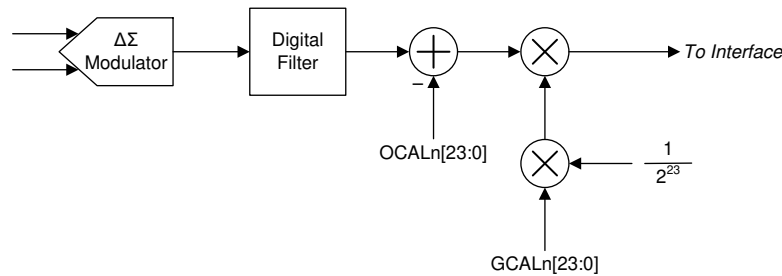 ΔΣ
Modulator
Digital
Filter
To Interface
–
OCALn[23:0]
1
2²³
GCALn[23:0]